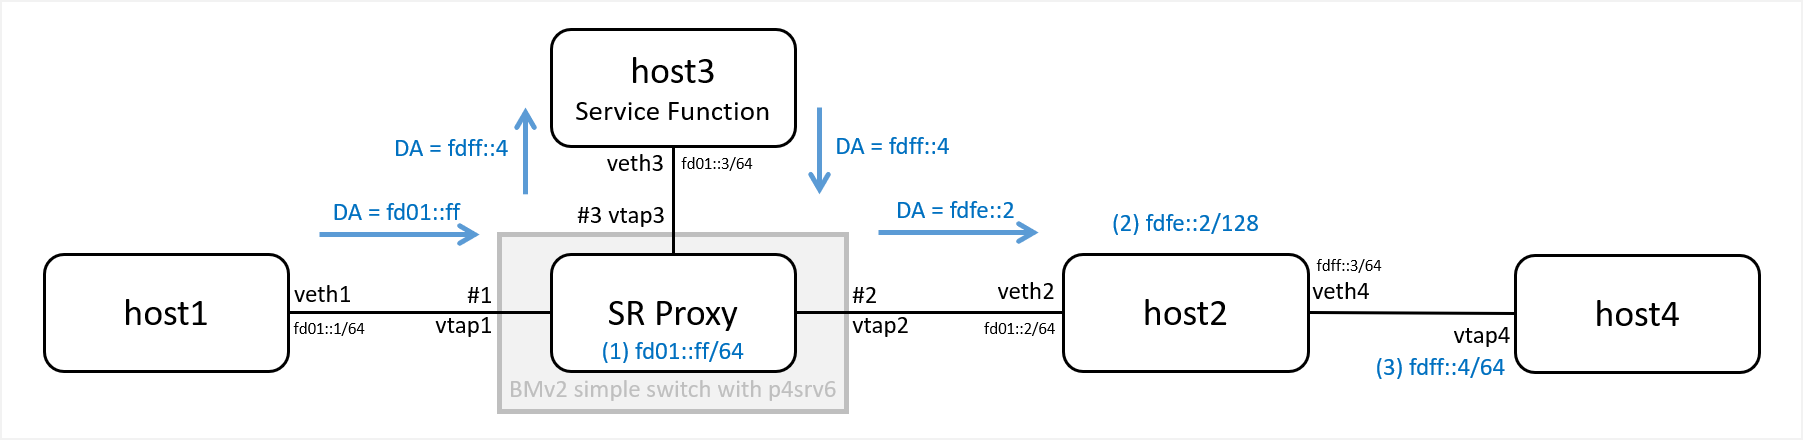 host3
Service Function
DA = fdff::4
DA = fdff::4
veth3
fd01::3/64
DA = fd01::ff
#3 vtap3
DA = fdfe::2
(2) fdfe::2/128
host1
veth1
fd01::1/64
#1
vtap1
SR Proxy
(1) fd01::ff/64
BMv2 simple switch with p4srv6
#2
vtap2
veth2
fd01::2/64
host2
fdff::3/64
veth4
vtap4
(3) fdff::4/64
host4